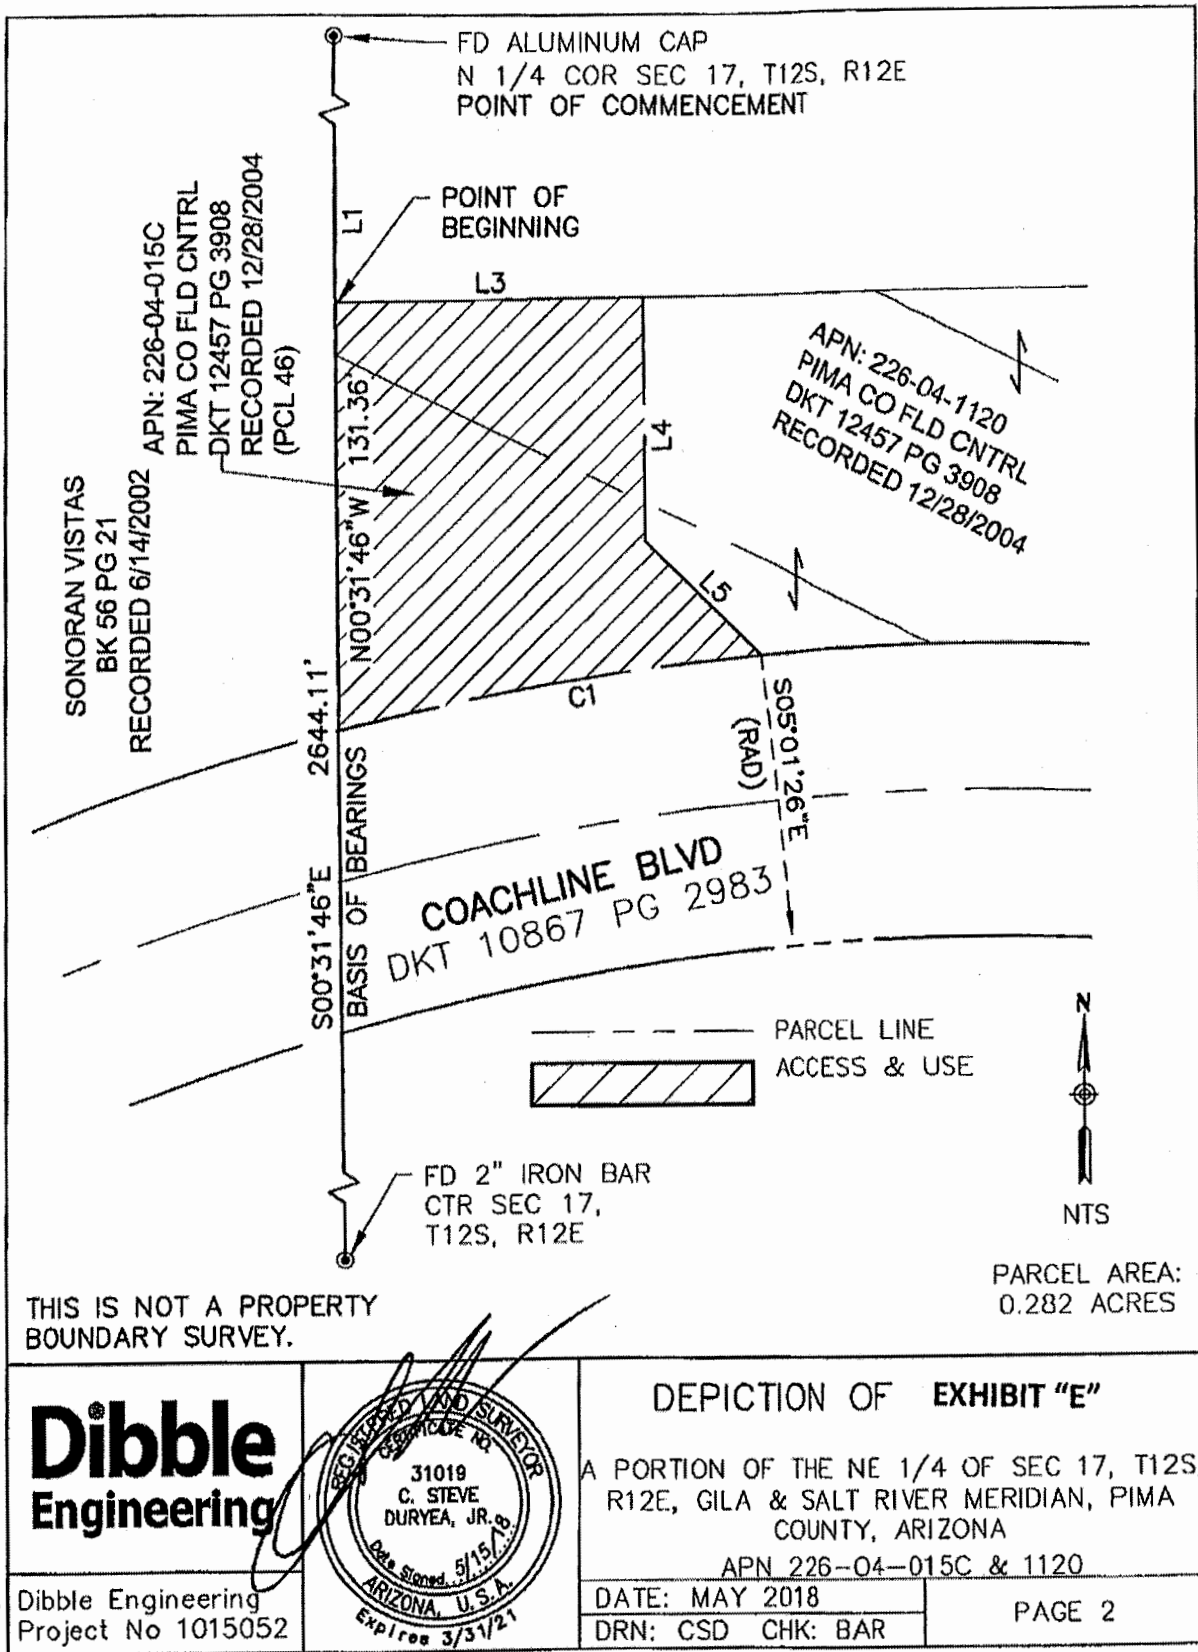 FD ALUMINUM CAP
N 1/4 COR SEC 17, T12S, R12E
POINT OF COMMENCEMENT
L1
POINT OF
BEGINNING
APN: 226-04-015C
PIMA CO FLD CNTRL
DKT 12457 PG 3908
RECORDED 12/28/2004
(PCL 46)
SONORAN VISTAS
BK 56 PG 21
RECORDED 6/14/2002
L3
L4
L5
C1
N00°31'46"W 131.36'
APN: 226-04-1120
PIMA CO FLD CNTRL
DKT 12457 PG 3908
RECORDED 12/28/2004
S00°31'46"E 2644.11'
BASIS OF BEARINGS
S05°01'26"E
(RAD)
COACHLINE BLVD
DKT 10867 PG 2983
PARCEL LINE
ACCESS & USE
N
NTS
FD 2" IRON BAR
CTR SEC 17,
T12S, R12E
PARCEL AREA:
0.282 ACRES
THIS IS NOT A PROPERTY
BOUNDARY SURVEY.
Dibble
Engineering
Dibble Engineering
Project No 1015052
REGISTERED LAND SURVEYOR
CERTIFICATE NO.
31019
C. STEVE
DURYEA, JR.
Date Signed 5/15/18
ARIZONA, U.S.A.
Expires 3/31/21
DEPICTION OF EXHIBIT "E"
A PORTION OF THE NE 1/4 OF SEC 17, T12S
R12E, GILA & SALT RIVER MERIDIAN, PIMA
COUNTY, ARIZONA
APN 226-04-015C & 1120
DATE: MAY 2018
DRN: CSD CHK: BAR
PAGE 2